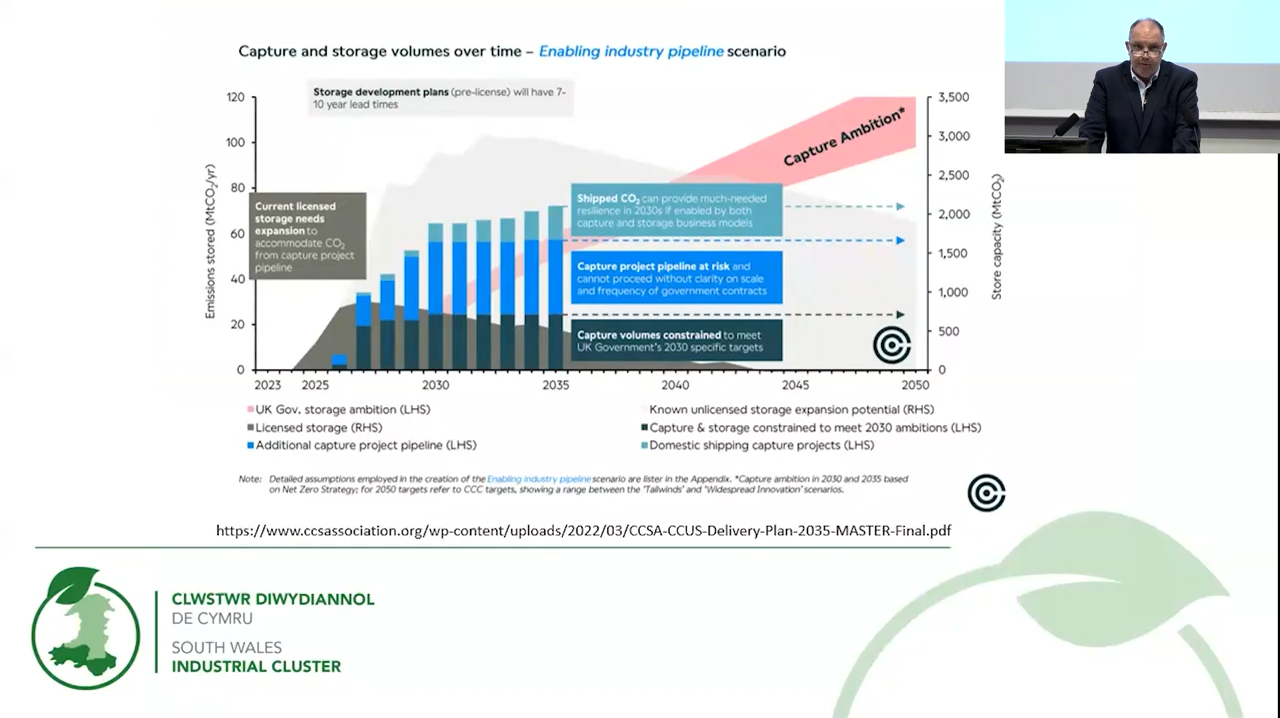 Capture and storage volumes over time – Enabling industry pipeline scenario
Storage development plans (pre-license) will have 7-
10 year lead times
120
100
80
60
40
20
0
Emissions stored (MtCO₂/yr)
3,500
3,000
2,500
2,000
1,500
1,000
500
0
Store capacity (MtCO₂)
Capture Ambition*
Current licensed
storage needs
expansion to
accommodate CO₂
from capture project
pipeline
Shipped CO₂ can provide much-needed
resilience in 2030s if enabled by both
capture and storage business models
Capture project pipeline at risk and
cannot proceed without clarity on scale
and frequency of government contracts
Capture volumes constrained to meet
UK Government's 2030 specific targets
2023 2025 2030 2035 2040 2045 2050
UK Gov. storage ambition (LHS)
Known unlicensed storage expansion potential (RHS)
Licensed storage (RHS)
Capture & storage constrained to meet 2030 ambitions (LHS)
Additional capture project pipeline (LHS)
Domestic shipping capture projects (LHS)
Note: Detailed assumptions employed in the creation of the Enabling industry pipeline scenario are lister in the Appendix. *Capture ambition in 2030 and 2035 based
on Net Zero Strategy; for 2050 targets refer to CCC targets, showing a range between the 'Tailwinds' and 'Widespread Innovation' scenarios.
https://www.ccsassociation.org/wp-content/uploads/2022/03/CCSA-CCUS-Delivery-Plan-2035-MASTER-Final.pdf
CLWSTWR DIWYDIANNOL
DE CYMRU
SOUTH WALES
INDUSTRIAL CLUSTER